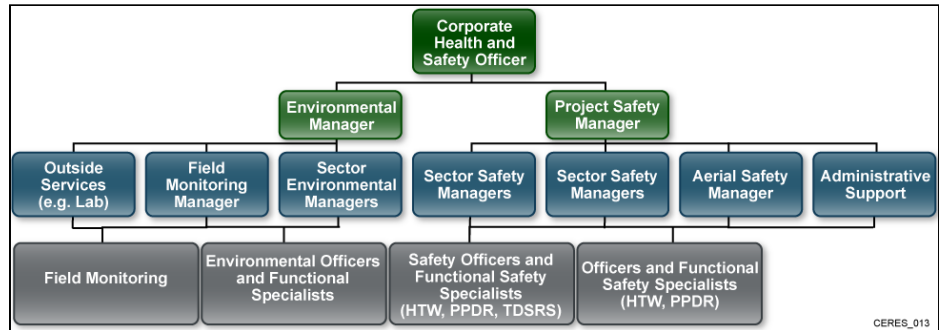 Corporate
Health and
Safety Officer
Environmental
Manager
Project Safety
Manager
Outside
Services
(e.g. Lab)
Field
Monitoring
Manager
Sector
Environmental
Managers
Sector Safety
Managers
Sector Safety
Managers
Aerial Safety
Manager
Administrative
Support
Field Monitoring
Environmental Officers
and Functional
Specialists
Safety Officers and
Functional Safety
Specialists
(HTW, PPDR, TDSRS)
Officers and Functional
Safety Specialists
(HTW, PPDR)
CERES_013